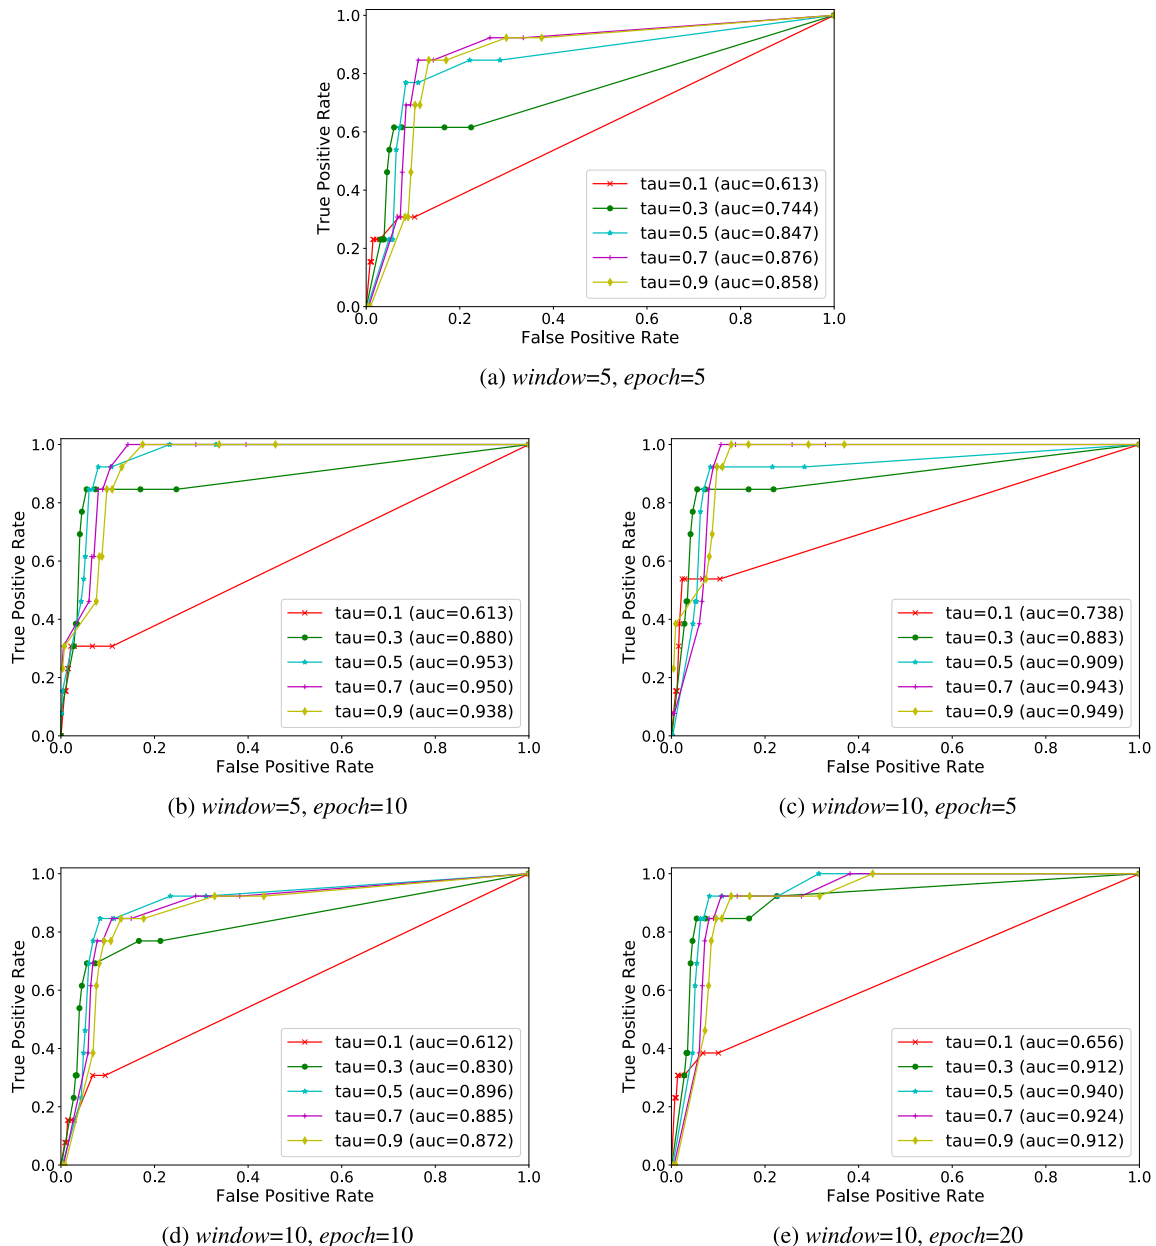 1.0
0.8
0.6
0.4
0.2
0.0
True Positive Rate
tau=0.1 (auc=0.613)
tau=0.3 (auc=0.744)
tau=0.5 (auc=0.847)
tau=0.7 (auc=0.876)
tau=0.9 (auc=0.858)
0.0 0.2 0.4 0.6 0.8 1.0
False Positive Rate
(a) window=5, epoch=5
1.0
0.8
0.6
0.4
0.2
0.0
True Positive Rate
tau=0.1 (auc=0.613)
tau=0.3 (auc=0.880)
tau=0.5 (auc=0.953)
tau=0.7 (auc=0.950)
tau=0.9 (auc=0.938)
0.0 0.2 0.4 0.6 0.8 1.0
False Positive Rate
(b) window=5, epoch=10
1.0
0.8
0.6
0.4
0.2
0.0
True Positive Rate
tau=0.1 (auc=0.738)
tau=0.3 (auc=0.883)
tau=0.5 (auc=0.909)
tau=0.7 (auc=0.943)
tau=0.9 (auc=0.949)
0.0 0.2 0.4 0.6 0.8 1.0
False Positive Rate
(c) window=10, epoch=5
1.0
0.8
0.6
0.4
0.2
0.0
True Positive Rate
tau=0.1 (auc=0.612)
tau=0.3 (auc=0.830)
tau=0.5 (auc=0.896)
tau=0.7 (auc=0.885)
tau=0.9 (auc=0.872)
0.0 0.2 0.4 0.6 0.8 1.0
False Positive Rate
(d) window=10, epoch=10
1.0
0.8
0.6
0.4
0.2
0.0
True Positive Rate
tau=0.1 (auc=0.656)
tau=0.3 (auc=0.912)
tau=0.5 (auc=0.940)
tau=0.7 (auc=0.924)
tau=0.9 (auc=0.912)
0.0 0.2 0.4 0.6 0.8 1.0
False Positive Rate
(e) window=10, epoch=20